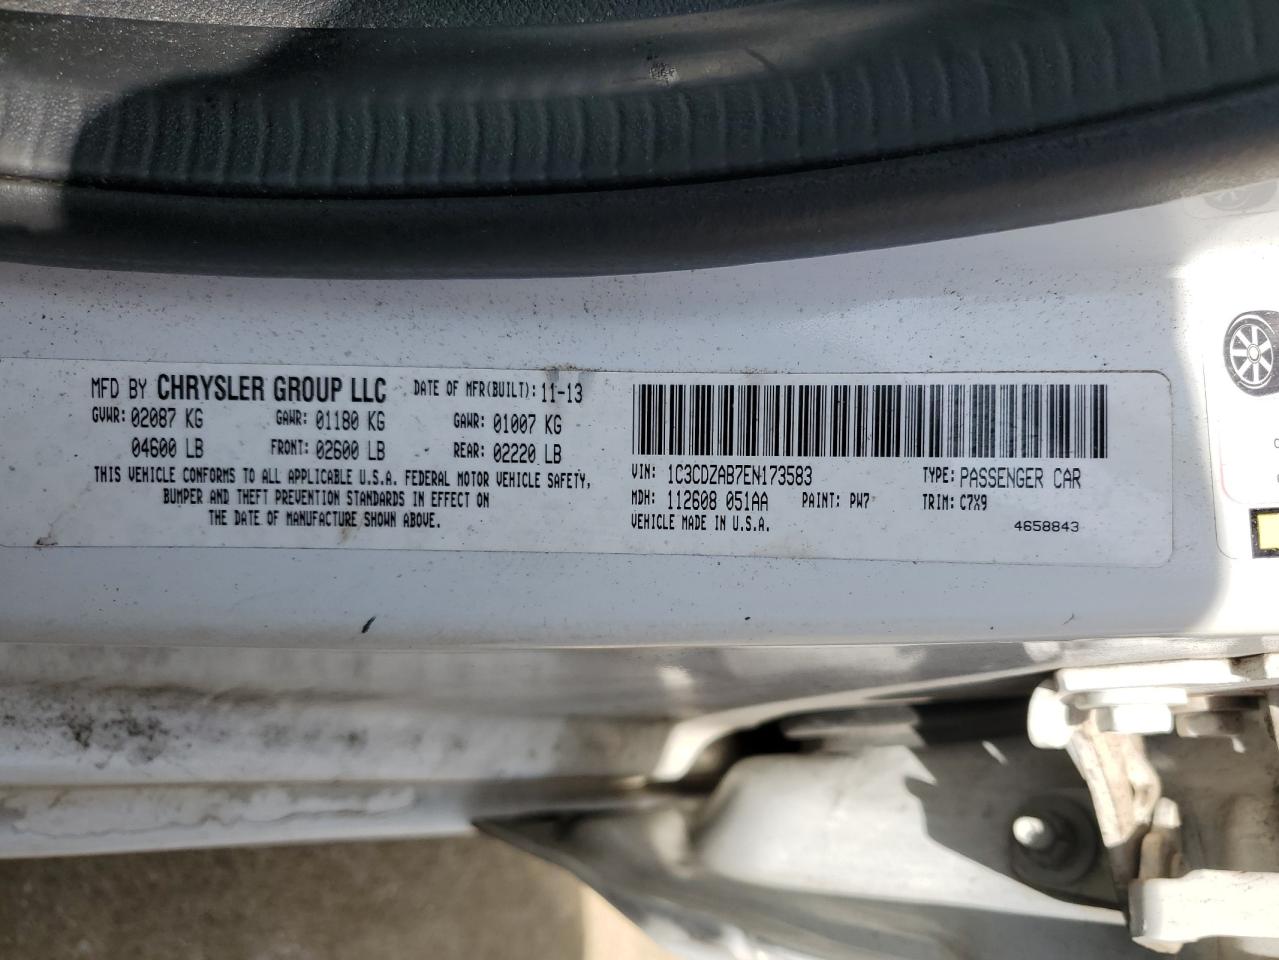 MFD BY CHRYSLER GROUP LLC DATE OF MFR(BUILT): 11-13
GVWR: 02087 KG GAWR: 01180 KG GAWR: 01007 KG
04600 LB FRONT: 02600 LB REAR: 02220 LB
THIS VEHICLE CONFORMS TO ALL APPLICABLE U.S.A. FEDERAL MOTOR VEHICLE SAFETY,
BUMPER AND THEFT PREVENTION STANDARDS IN EFFECT ON
THE DATE OF MANUFACTURE SHOWN ABOVE.
VIN: 1C3CDZAB7EN173583 TYPE: PASSENGER CAR
MDH: 112608 051AA PAINT: PW7 TRIM: C7X9
VEHICLE MADE IN U.S.A. 4658843